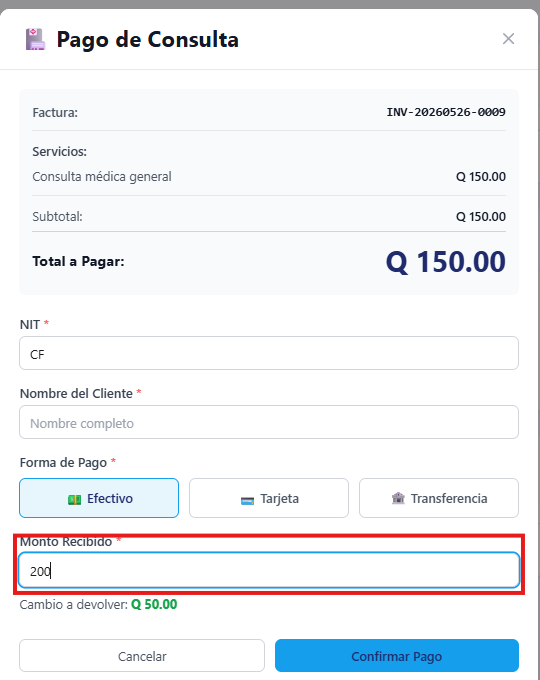 Pago de Consulta
Factura: INV-20260526-0009
Servicios:
Consulta médica general Q 150.00
Subtotal: Q 150.00
Total a Pagar: Q 150.00
NIT *
CF
Nombre del Cliente *
Nombre completo
Forma de Pago *
Efectivo Tarjeta Transferencia
Monto Recibido *
200
Cambio a devolver: Q 50.00
Cancelar Confirmar Pago